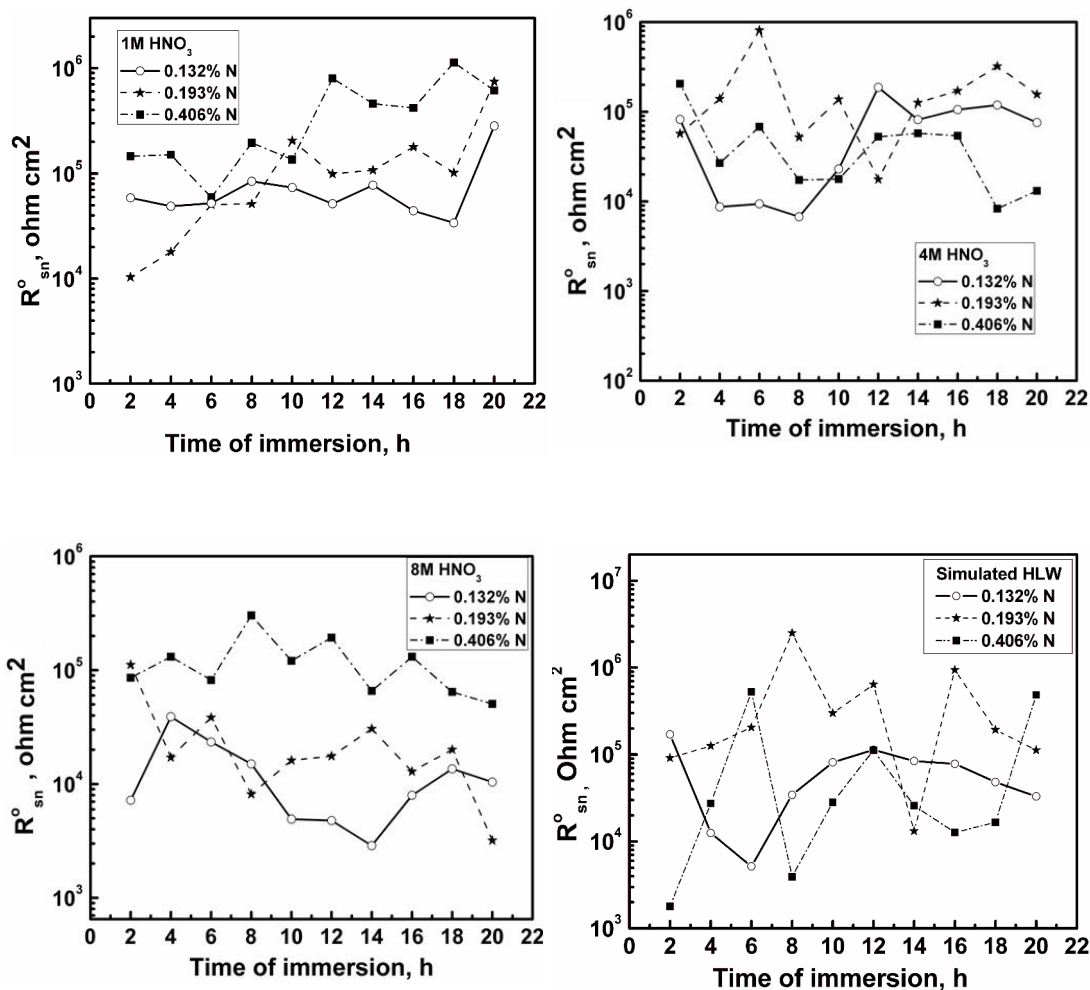 1M HNO3
0.132% N
0.193% N
0.406% N
R°sn, ohm cm2
10^6
10^5
10^4
10^3
0 2 4 6 8 10 12 14 16 18 20 22
Time of immersion, h
4M HNO3
0.132% N
0.193% N
0.406% N
R°sn, ohm cm2
10^6
10^5
10^4
10^3
10^2
0 2 4 6 8 10 12 14 16 18 20 22
Time of immersion, h
8M HNO3
0.132% N
0.193% N
0.406% N
R°sn, ohm cm2
10^6
10^5
10^4
10^3
0 2 4 6 8 10 12 14 16 18 20 22
Time of immersion, h
Simulated HLW
0.132% N
0.193% N
0.406% N
R°sn, Ohm cm2
10^7
10^6
10^5
10^4
10^3
0 2 4 6 8 10 12 14 16 18 20 22
Time of immersion, h